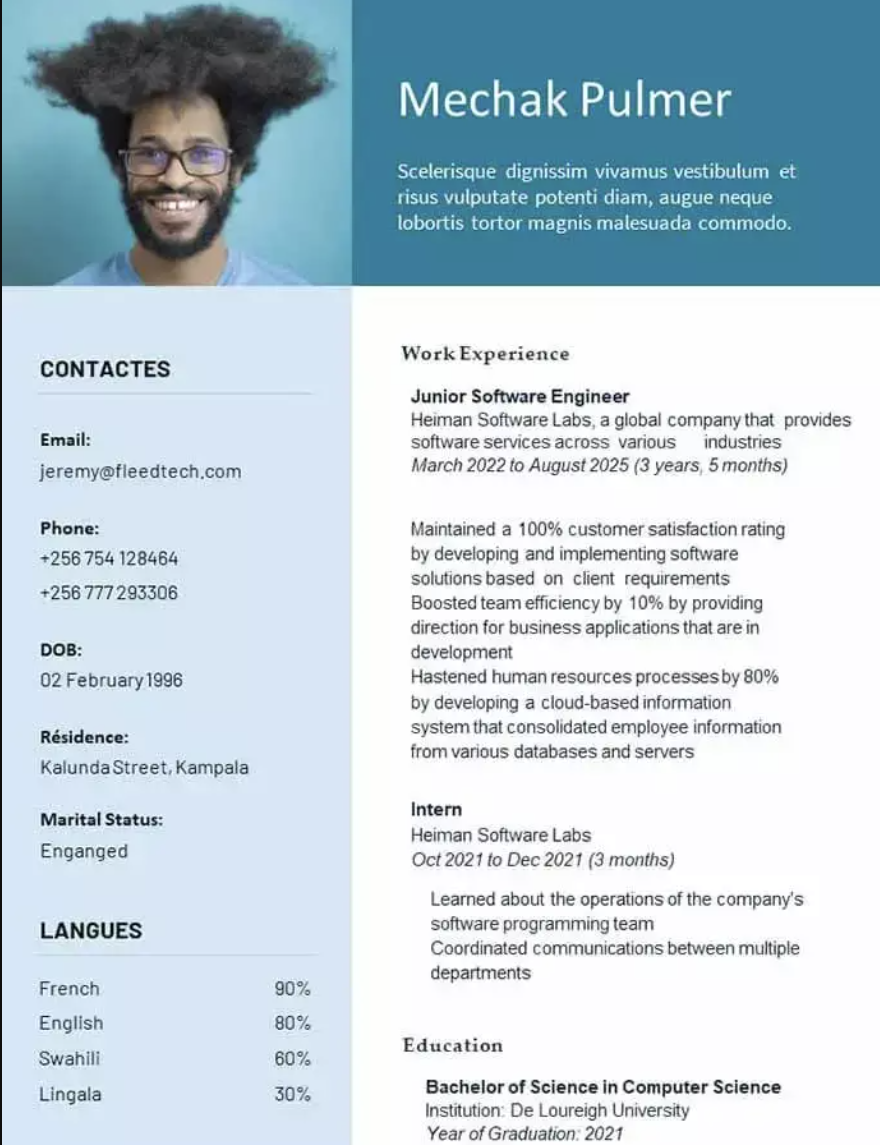 Mechak Pulmer
Scelerisque dignissim vivamus vestibulum et
risus vulputate potenti diam, augue neque
lobortis tortor magnis malesuada commodo.
CONTACTES
Email:
jeremy@fleedtech.com
Phone:
+256 754 128464
+256 777 293306
DOB:
02 February 1996
Résidence:
Kalunda Street, Kampala
Marital Status:
Enganged
LANGUES
French 90%
English 80%
Swahili 60%
Lingala 30%
Work Experience
Junior Software Engineer
Heiman Software Labs, a global company that provides
software services across various industries
March 2022 to August 2025 (3 years, 5 months)
Maintained a 100% customer satisfaction rating
by developing and implementing software
solutions based on client requirements
Boosted team efficiency by 10% by providing
direction for business applications that are in
development
Hastened human resources processes by 80%
by developing a cloud-based information
system that consolidated employee information
from various databases and servers
Intern
Heiman Software Labs
Oct 2021 to Dec 2021 (3 months)
Learned about the operations of the company's
software programming team
Coordinated communications between multiple
departments
Education
Bachelor of Science in Computer Science
Institution: De Loureigh University
Year of Graduation: 2021